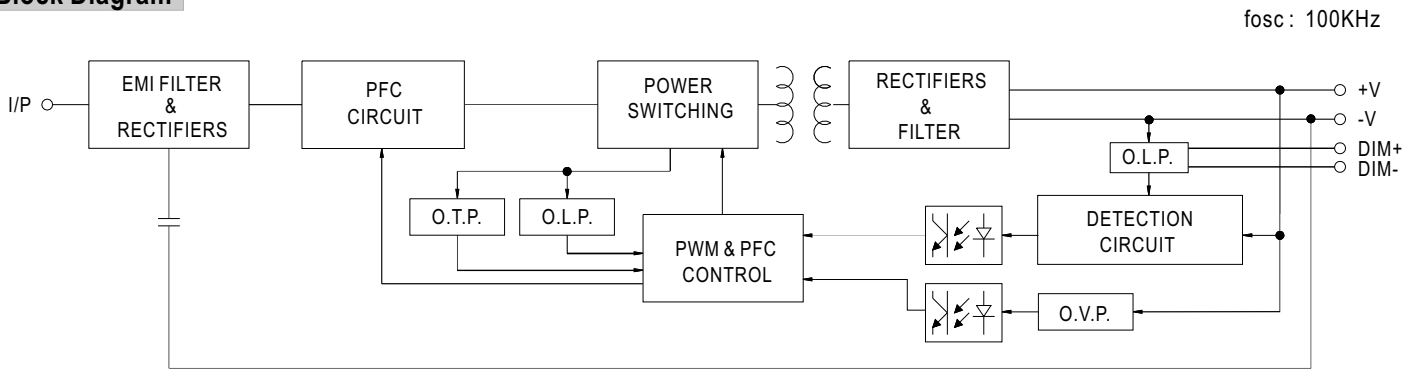 Block Diagram
fosc : 100KHz
I/P
EMI FILTER
&
RECTIFIERS
PFC
CIRCUIT
POWER
SWITCHING
RECTIFIERS
&
FILTER
+V
-V
O.L.P.
DIM+
DIM-
O.T.P.
O.L.P.
PWM & PFC
CONTROL
DETECTION
CIRCUIT
O.V.P.